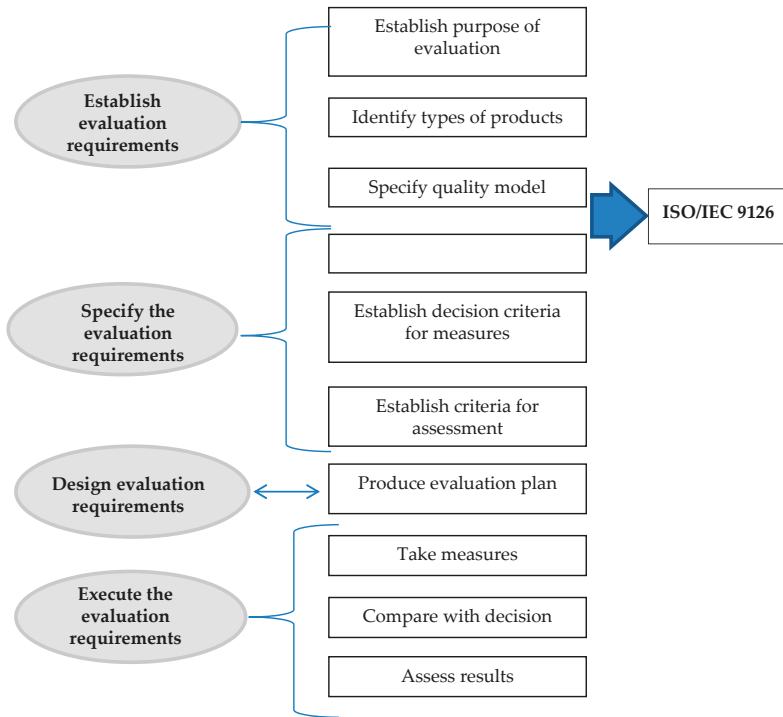 Establish
evaluation
requirements
Establish purpose of
evaluation
Identify types of products
Specify quality model
ISO/IEC 9126
Specify the
evaluation
requirements
Establish decision criteria
for measures
Establish criteria for
assessment
Design evaluation
requirements
Produce evaluation plan
Execute the
evaluation
requirements
Take measures
Compare with decision
Assess results